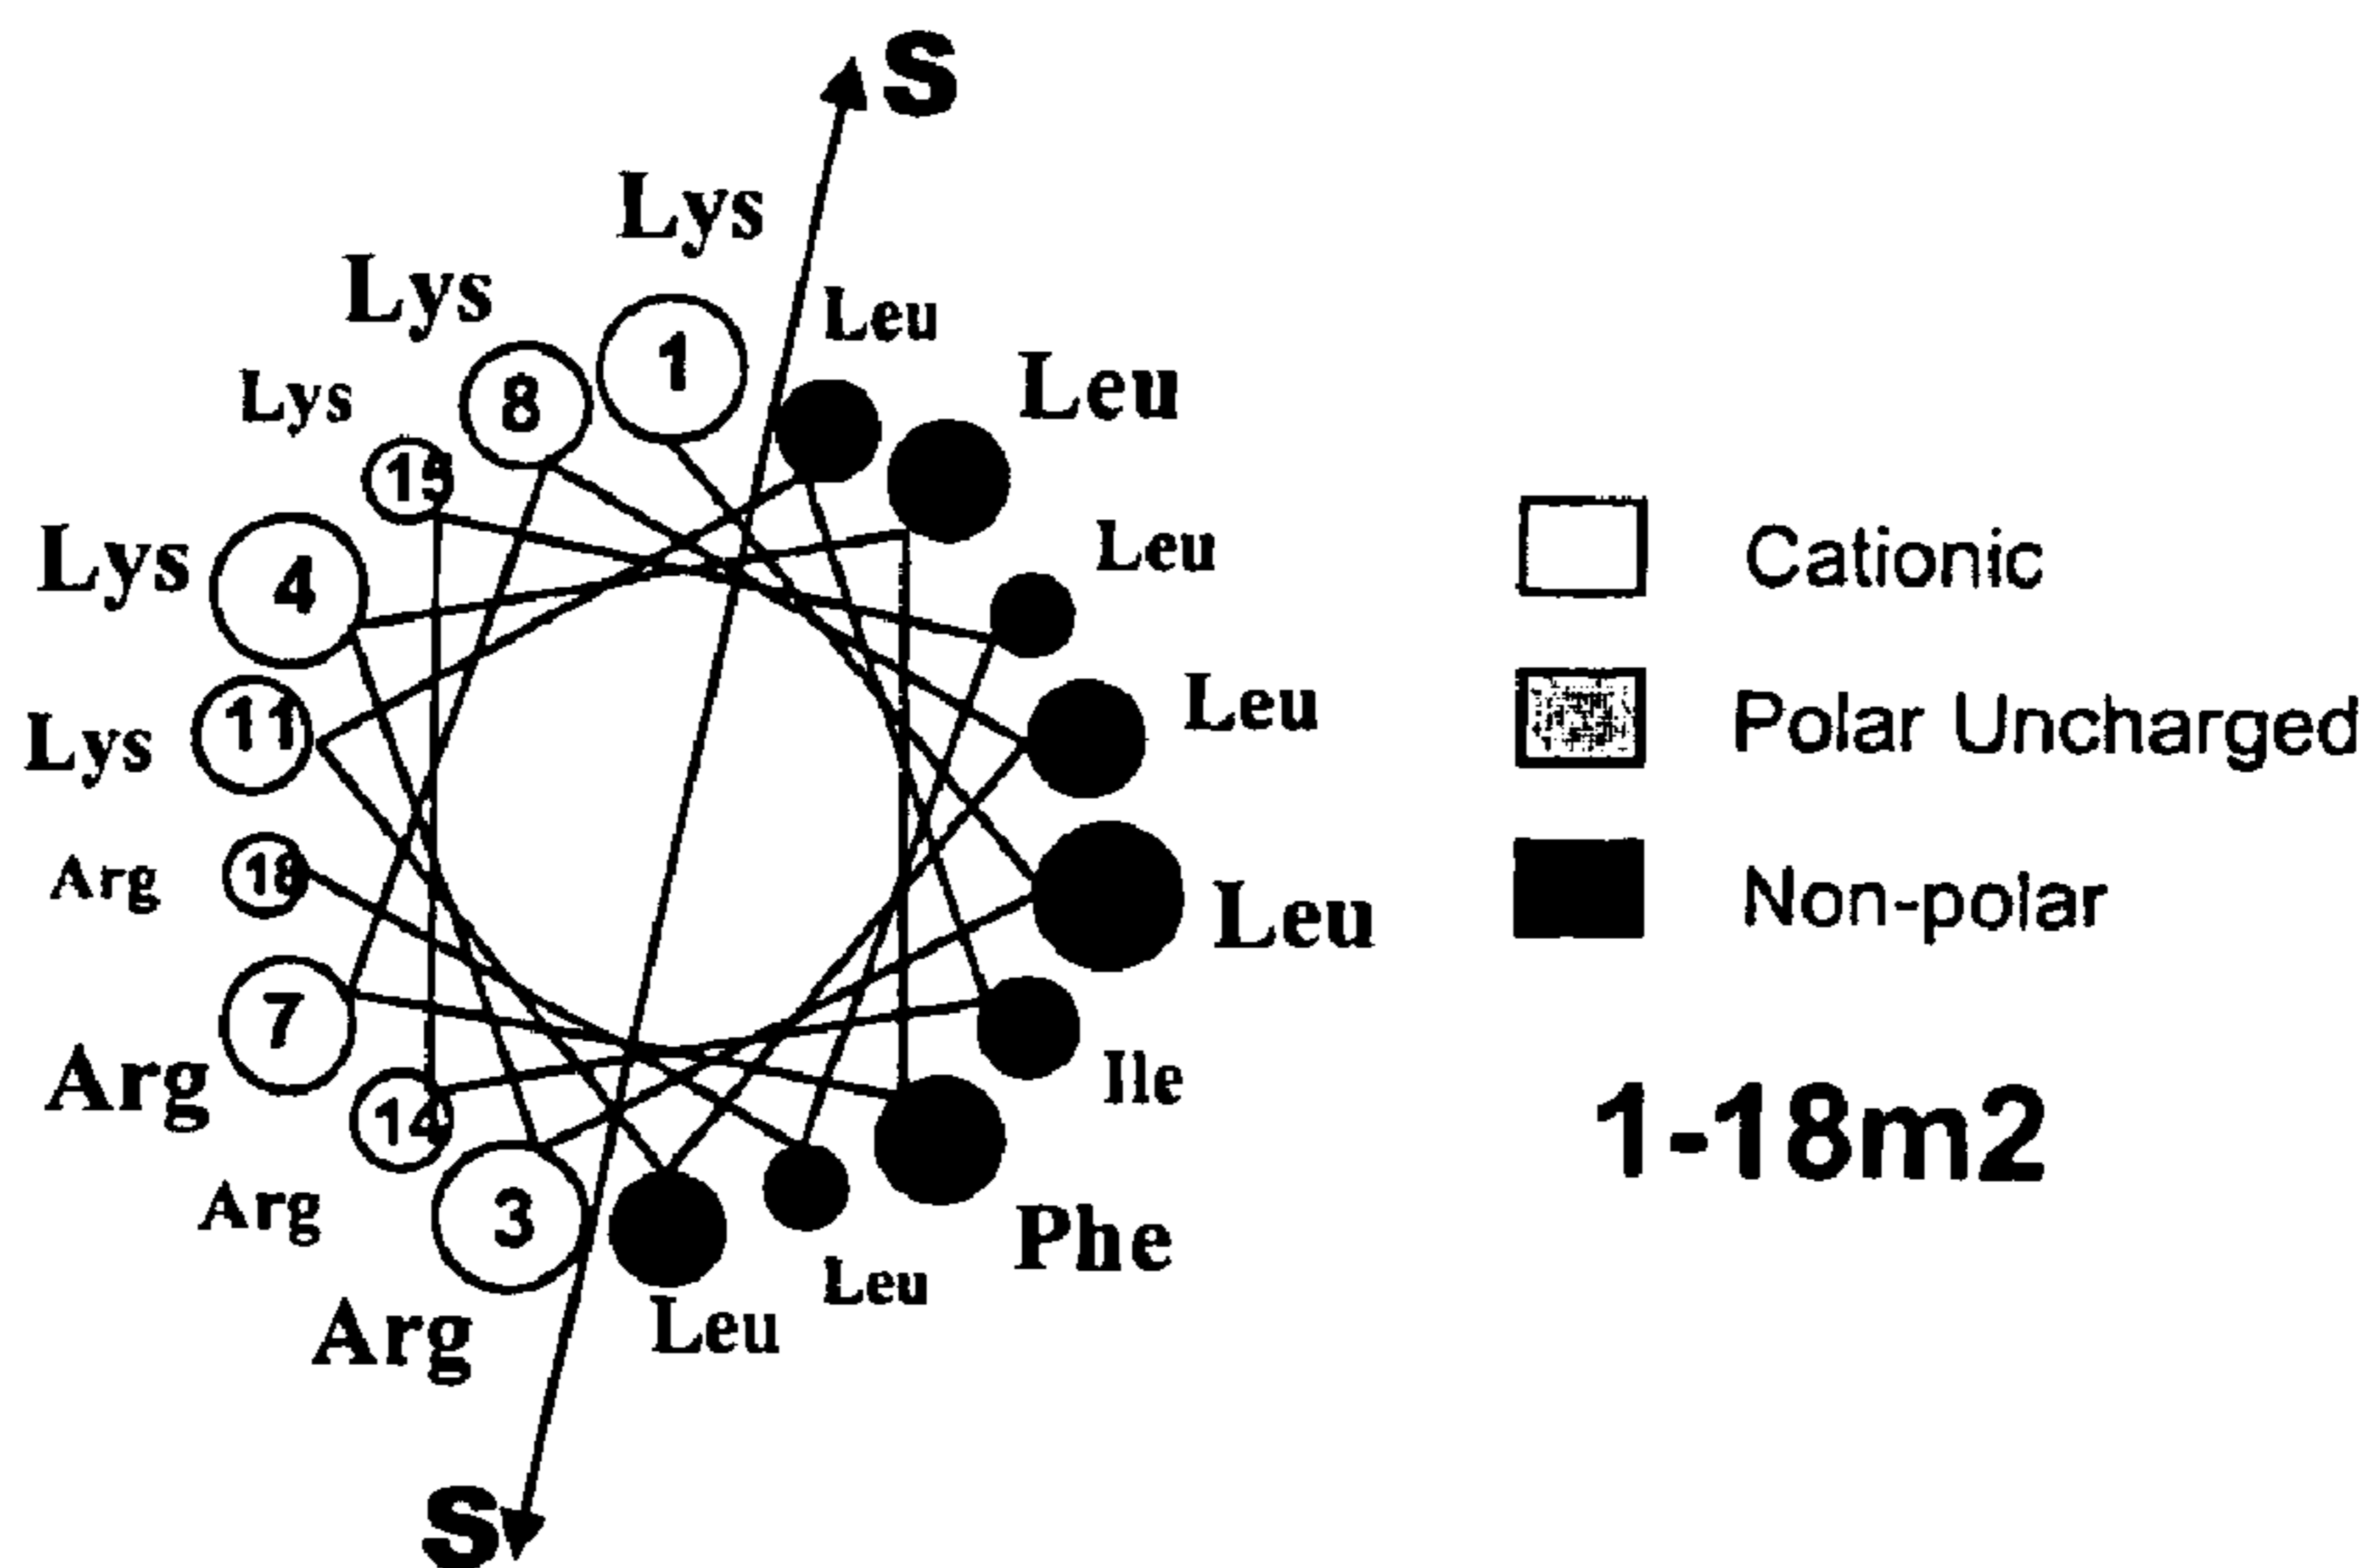 S
Lys
Lys
Leu
1
Leu
8
Lys
15
Leu
Lys
4
Cationic
Leu
11
Lys
Polar Uncharged
18
Arg
Leu
Non-polar
7
Arg
Ile
14
1-18m2
Arg
3
Phe
Leu
Leu
Arg
S